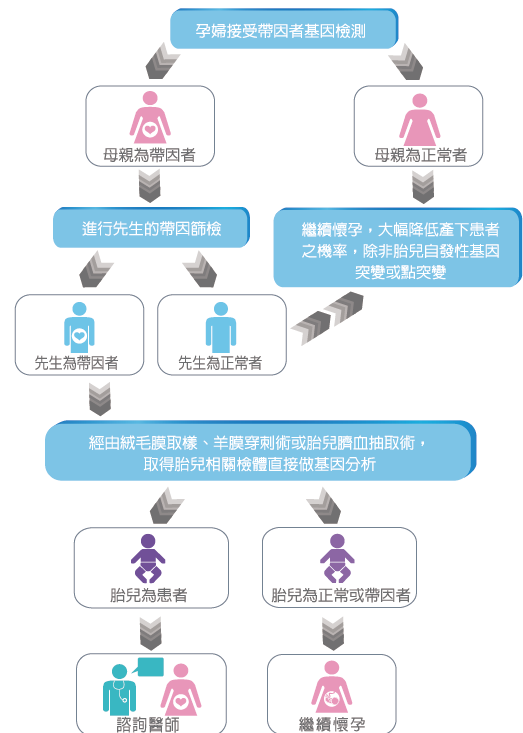 孕婦接受帶因者基因檢測
母親為帶因者
母親為正常者
進行先生的帶因篩檢
繼續懷孕，大幅降低產下患者
之機率，除非胎兒自發性基因
突變或點突變
先生為帶因者
先生為正常者
經由絨毛膜取樣、羊膜穿刺術或胎兒臍血抽取術，
取得胎兒相關檢體直接做基因分析
胎兒為患者
胎兒為正常或帶因者
諮詢醫師
繼續懷孕